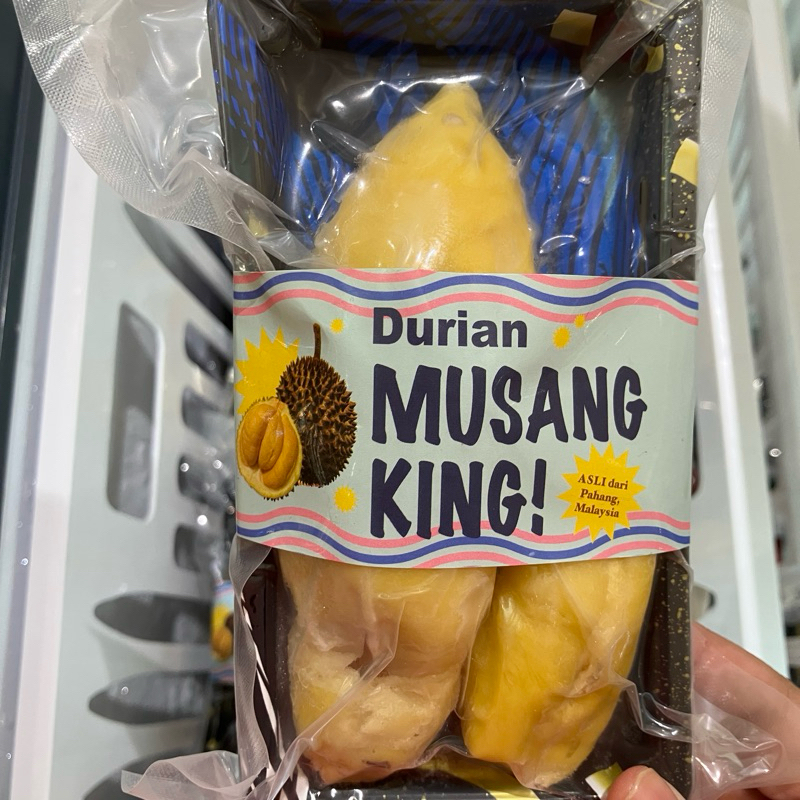 Durian
MUSANG
KING!
ASLI dari
Pahang,
Malaysia